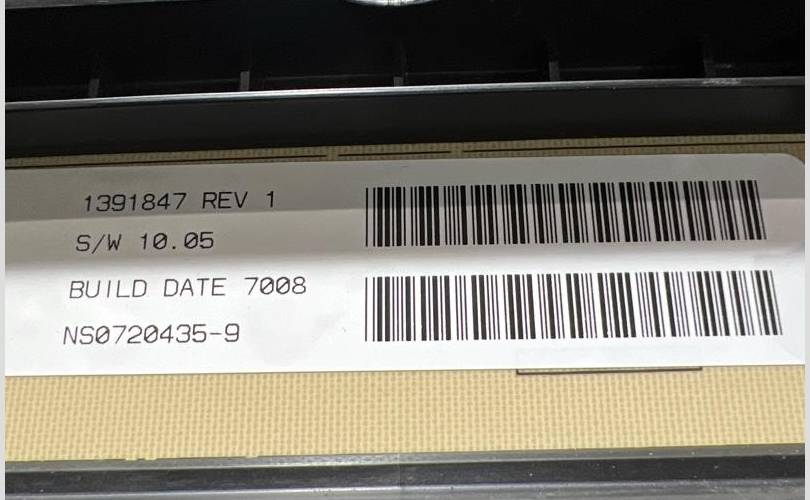 1391847 REV 1
S/W 10.05
BUILD DATE 7008
NS0720435-9